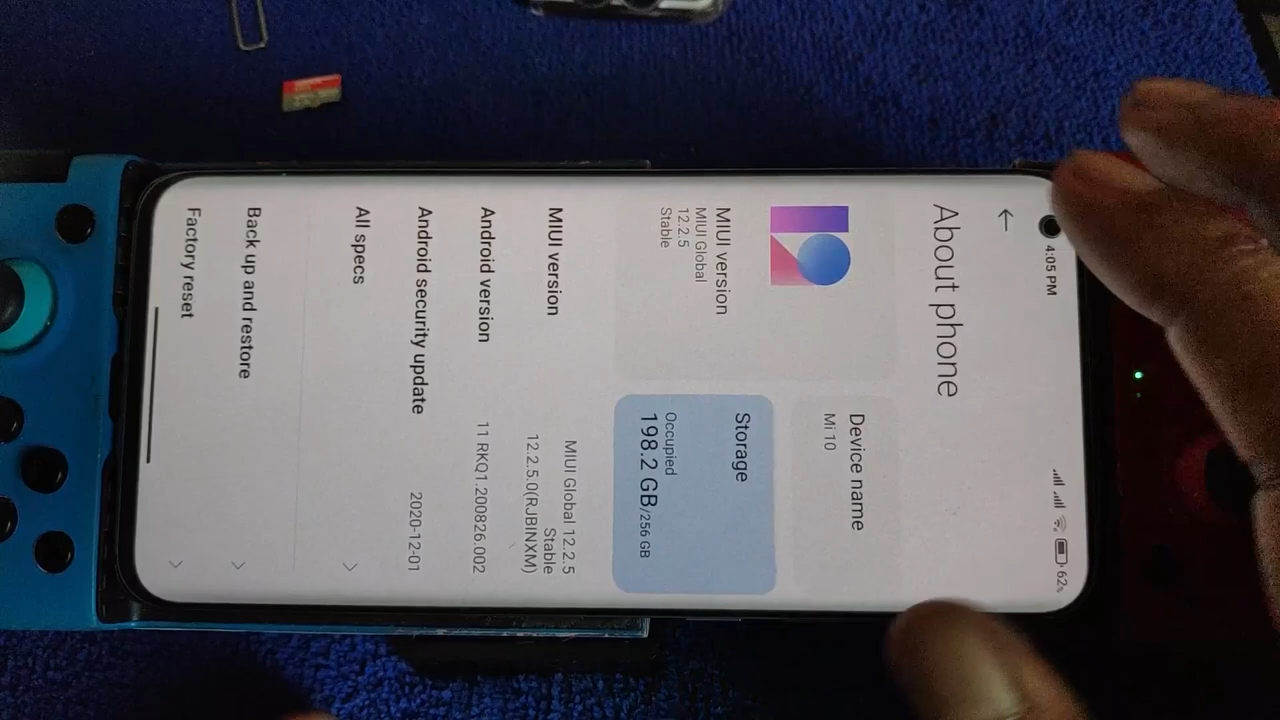 4:05 PM
62%
About phone
MIUI version
MIUI Global
12.2.5
Stable
Device name
Mi 10
Storage
Occupied
198.2 GB/256 GB
MIUI version
MIUI Global 12.2.5
Stable
12.2.5.0(RJBINXM)
Android version
11 RKQ1.200826.002
Android security update
2020-12-01
All specs
Back up and restore
Factory reset